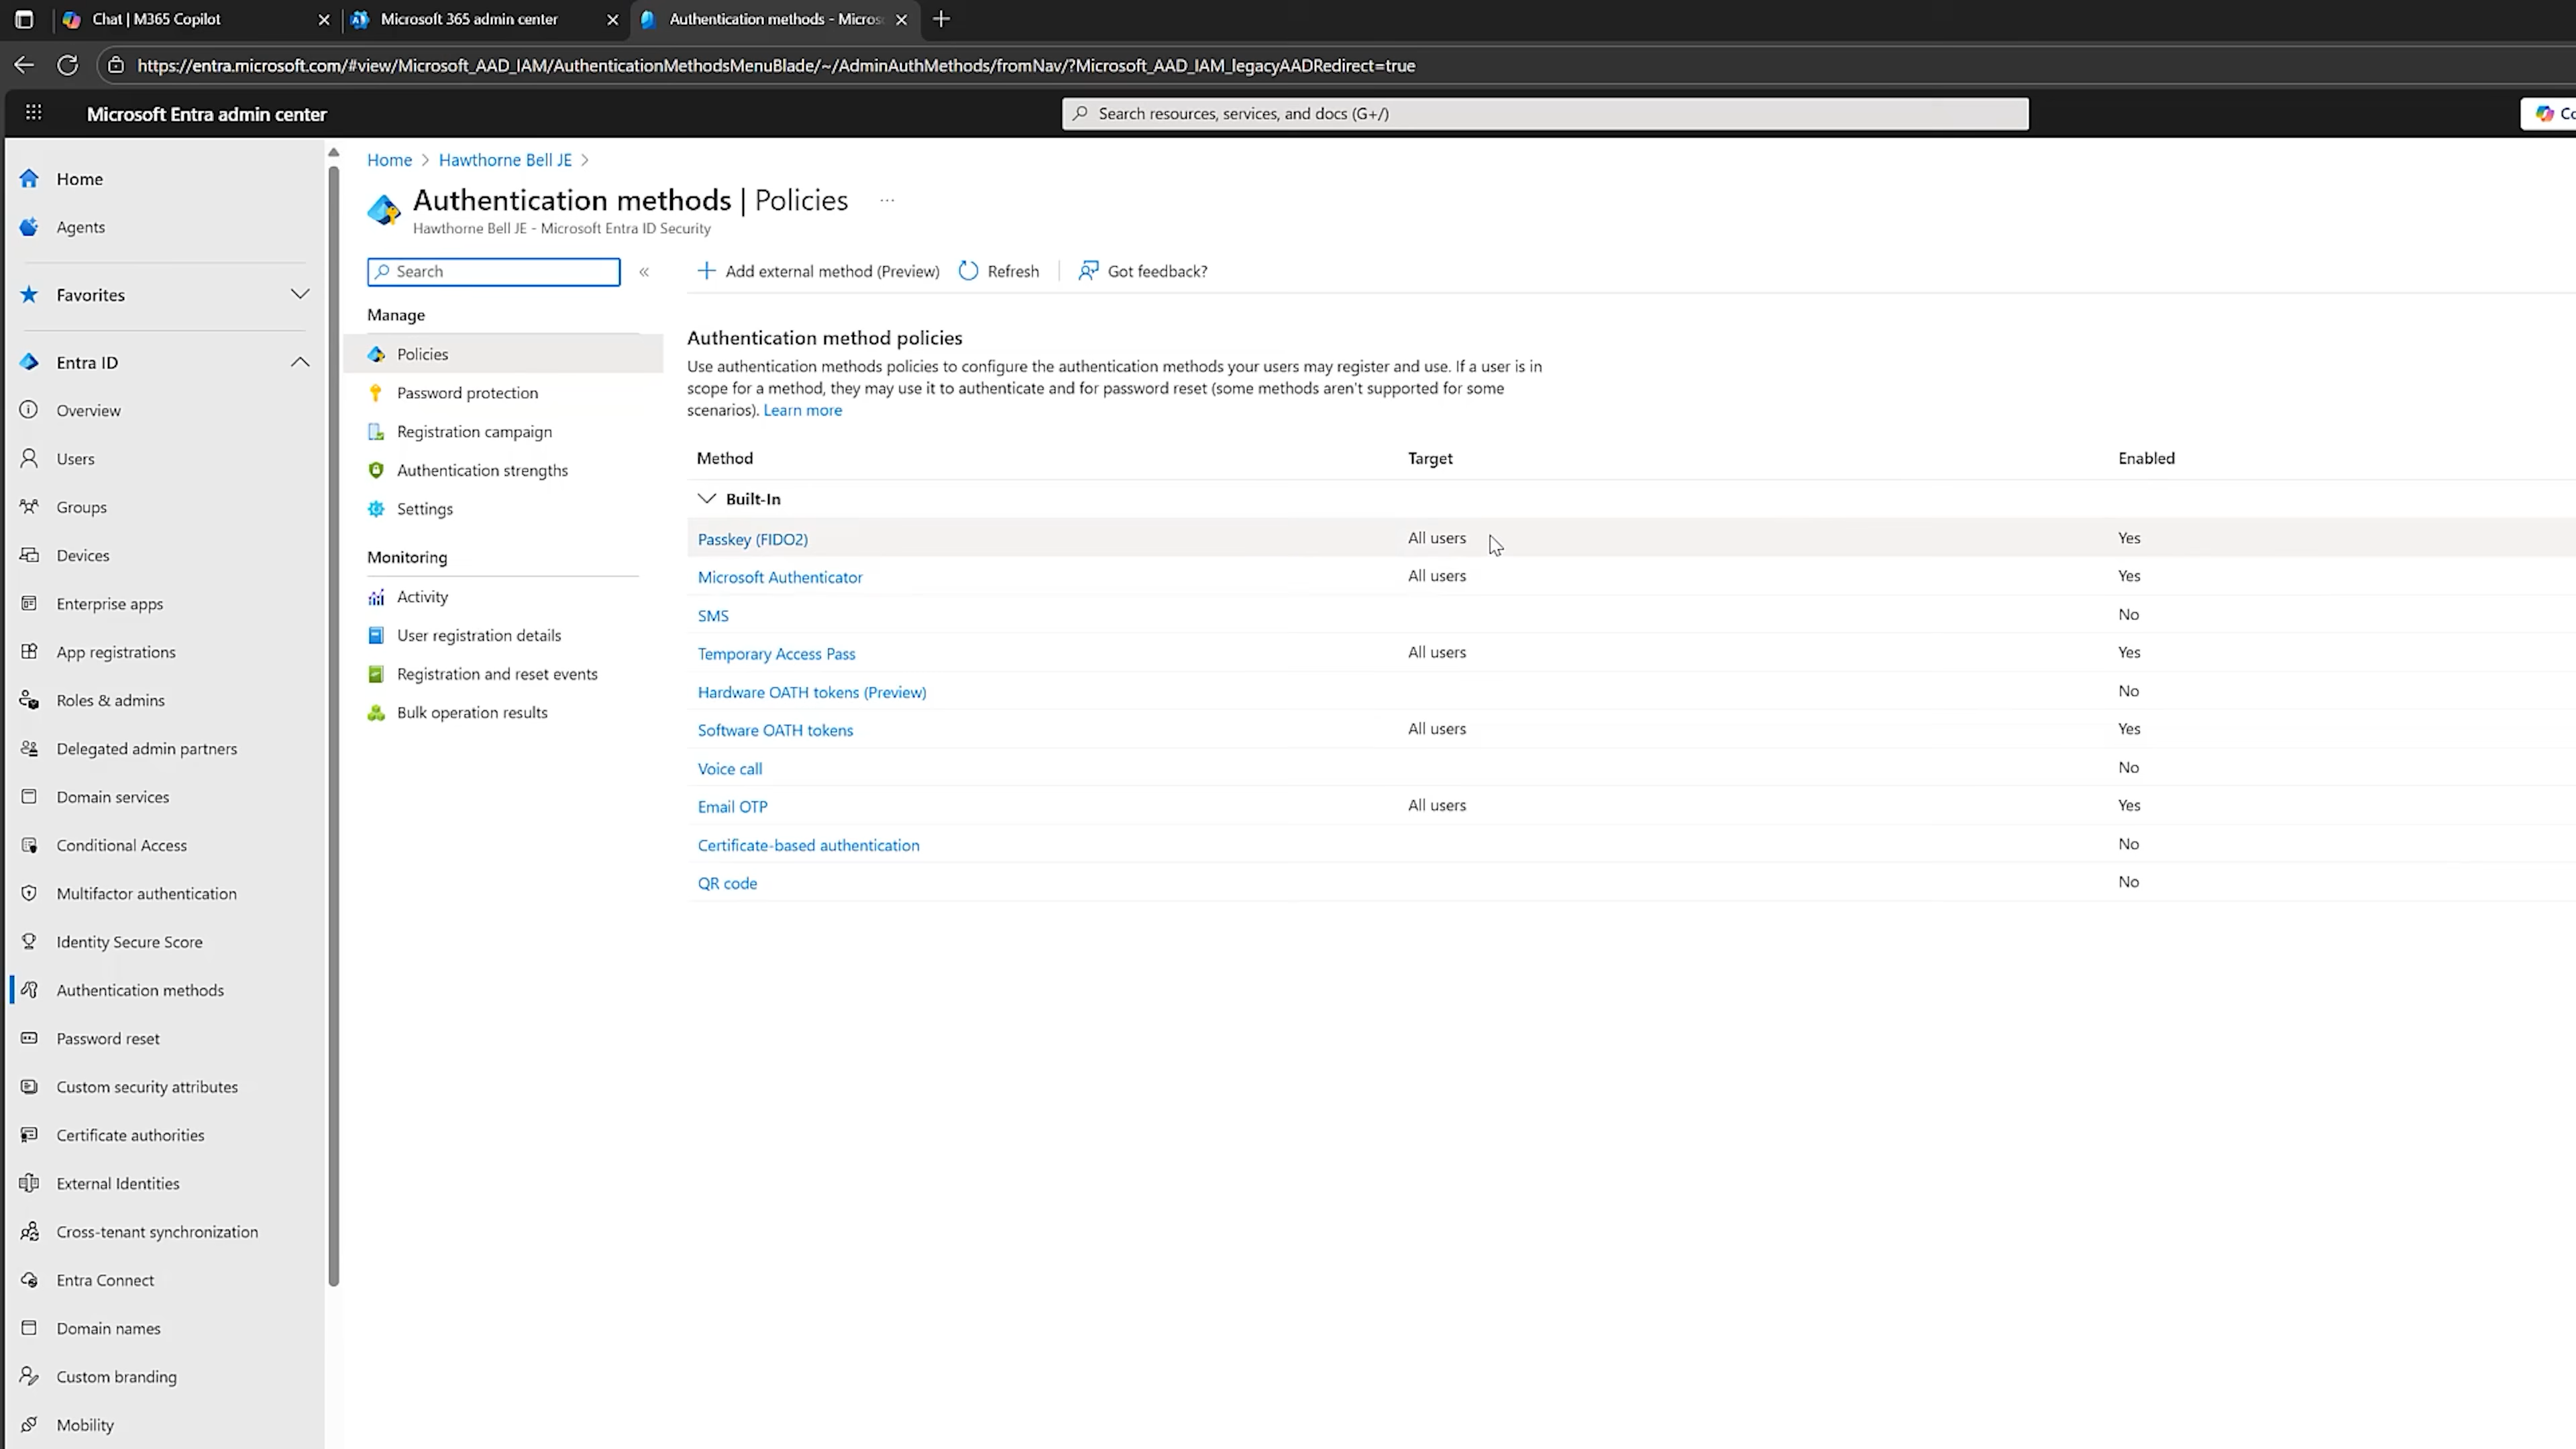 Chat | M365 Copilot
Microsoft 365 admin center
Authentication methods - Micros
https://entra.microsoft.com/#view/Microsoft_AAD_IAM/AuthenticationMethodsMenuBlade/~/AdminAuthMethods/fromNav/?Microsoft_AAD_IAM_legacyAADRedirect=true
Microsoft Entra admin center
Search resources, services, and docs (G+/)
Co
Home
Agents
Favorites
Entra ID
Overview
Users
Groups
Devices
Enterprise apps
App registrations
Roles & admins
Delegated admin partners
Domain services
Conditional Access
Multifactor authentication
Identity Secure Score
Authentication methods
Password reset
Custom security attributes
Certificate authorities
External Identities
Cross-tenant synchronization
Entra Connect
Domain names
Custom branding
Mobility
Home > Hawthorne Bell JE >
Authentication methods | Policies ...
Hawthorne Bell JE - Microsoft Entra ID Security
Search
«
Manage
Policies
Password protection
Registration campaign
Authentication strengths
Settings
Monitoring
Activity
User registration details
Registration and reset events
Bulk operation results
Add external method (Preview)
Refresh
Got feedback?
Authentication method policies
Use authentication methods policies to configure the authentication methods your users may register and use. If a user is in
scope for a method, they may use it to authenticate and for password reset (some methods aren't supported for some
scenarios). Learn more
Method Target Enabled
Built-In
Passkey (FIDO2) All users Yes
Microsoft Authenticator All users Yes
SMS No
Temporary Access Pass All users Yes
Hardware OATH tokens (Preview) No
Software OATH tokens All users Yes
Voice call No
Email OTP All users Yes
Certificate-based authentication No
QR code No